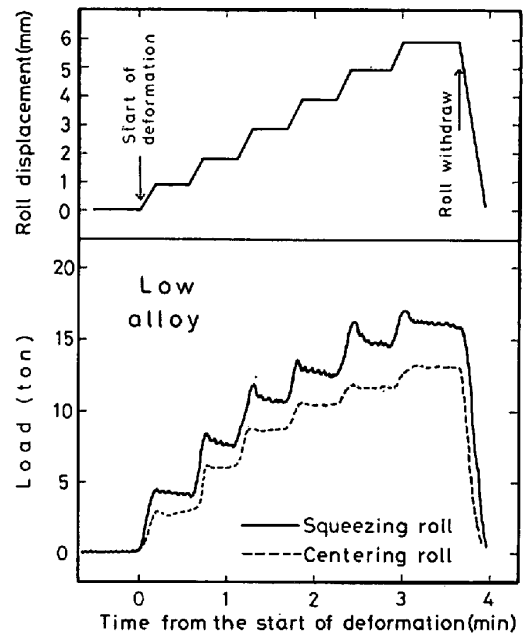 Roll displacement(mm)
6
5
4
3
2
1
0
Start of
deformation
Roll withdraw
Load (ton)
20
15
10
5
0
Low
alloy
Squeezing roll
Centering roll
0
1
2
3
4
Time from the start of deformation(min)